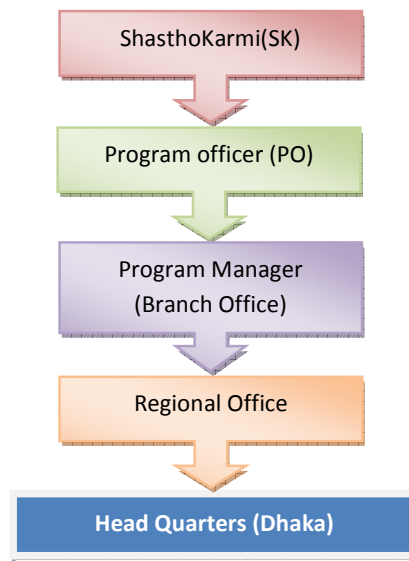 ShasthoKarmi(SK)
Program officer (PO)
Program Manager
(Branch Office)
Regional Office
Head Quarters (Dhaka)